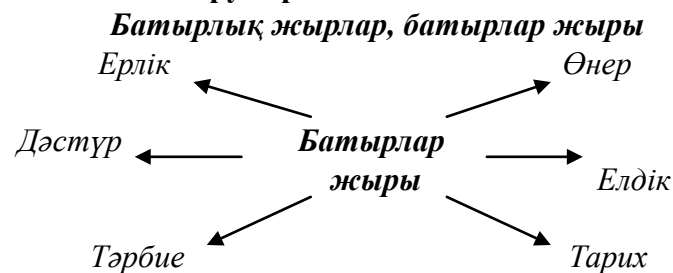 Батырлық жырлар, батырлар жыры
Ерлік Өнер
Дәстүр Батырлар
жыры Елдік
Тәрбие Тарих